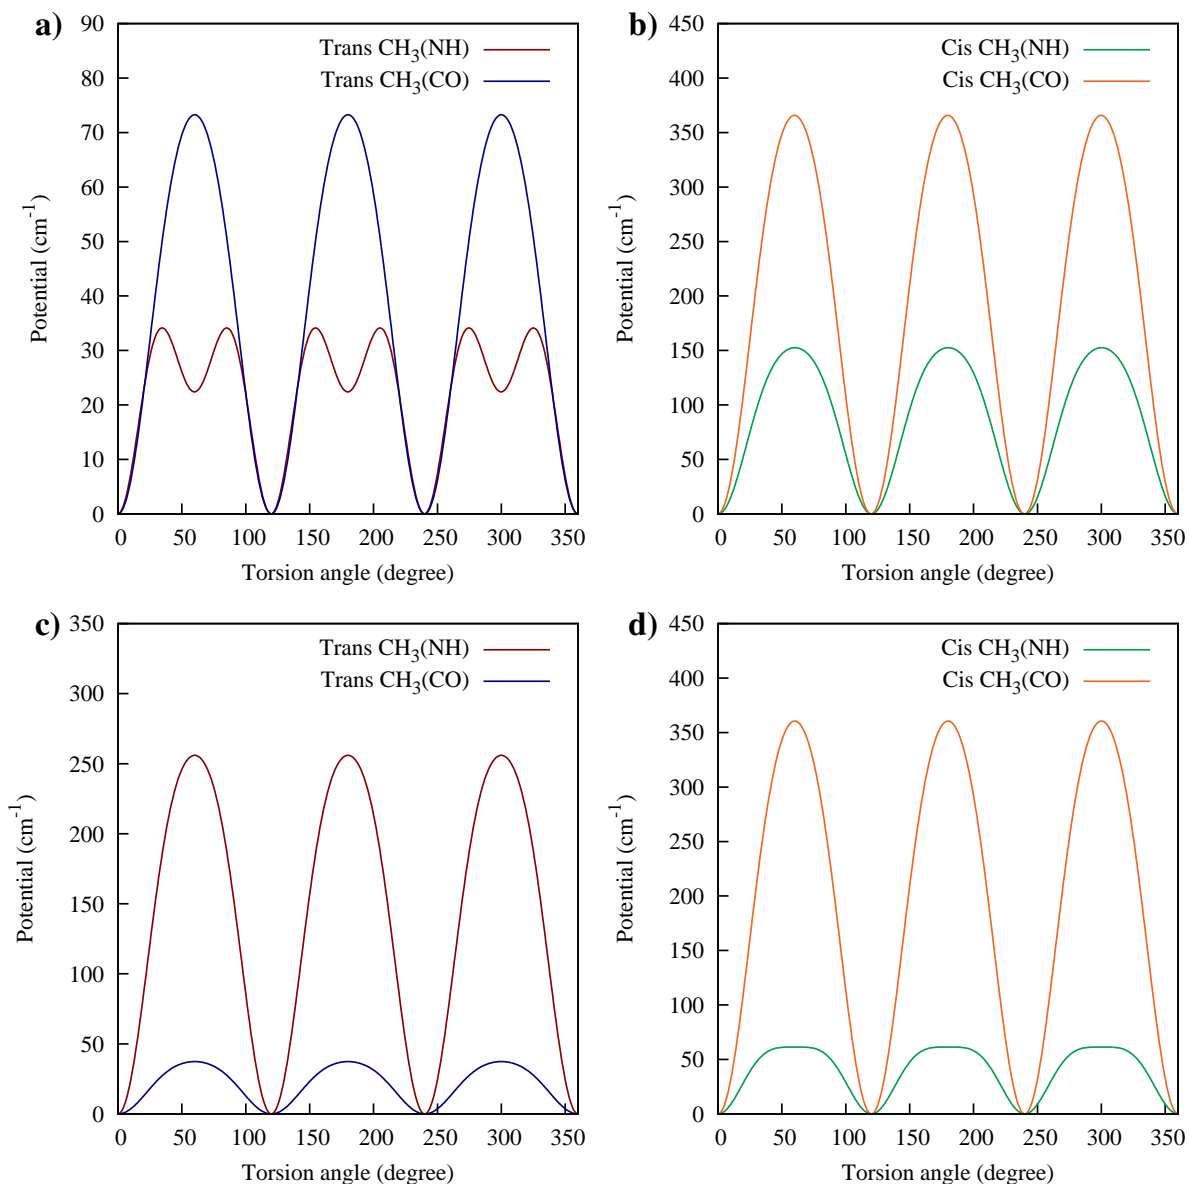 a)
Trans CH3(NH)
Trans CH3(CO)
90
80
70
60
50
40
30
20
10
0
Potential (cm-1)
0 50 100 150 200 250 300 350
Torsion angle (degree)
b)
Cis CH3(NH)
Cis CH3(CO)
450
400
350
300
250
200
150
100
50
0
Potential (cm-1)
0 50 100 150 200 250 300 350
Torsion angle (degree)
c)
Trans CH3(NH)
Trans CH3(CO)
350
300
250
200
150
100
50
0
Potential (cm-1)
0 50 100 150 200 250 300 350
Torsion angle (degree)
d)
Cis CH3(NH)
Cis CH3(CO)
450
400
350
300
250
200
150
100
50
0
Potential (cm-1)
0 50 100 150 200 250 300 350
Torsion angle (degree)